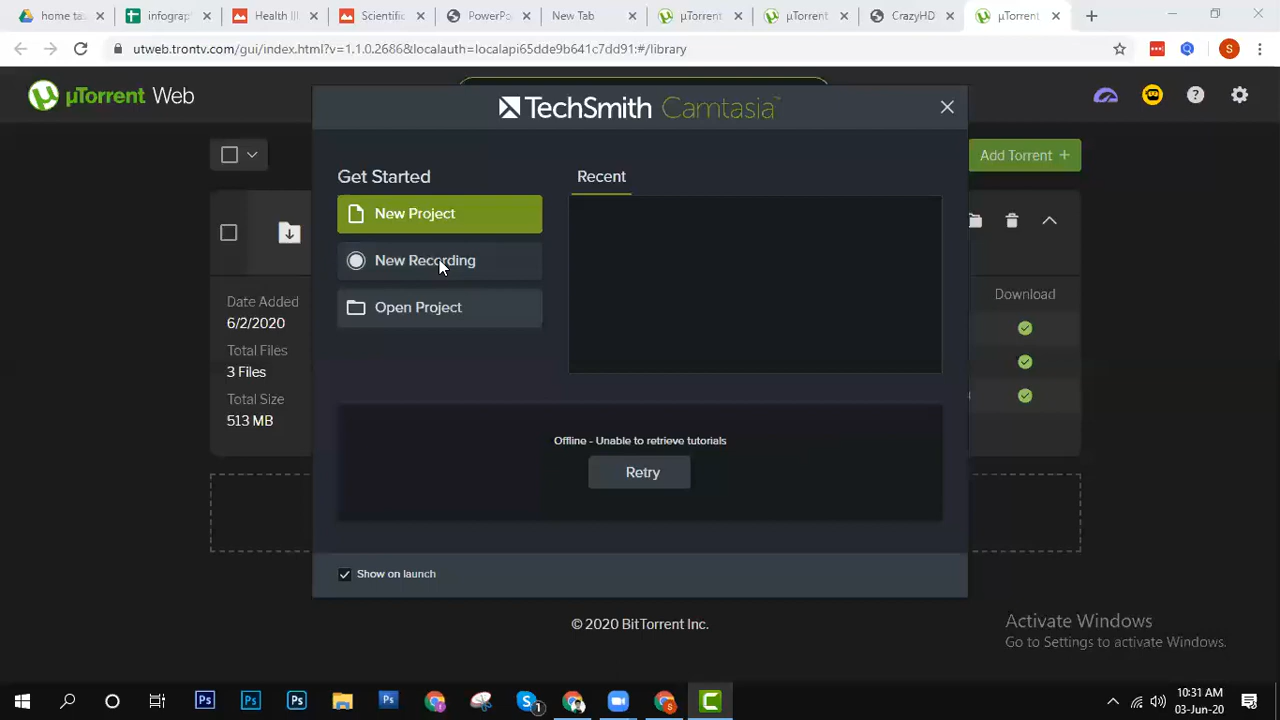 home tas
infograp
Health Ill
Scientific
PowerP
New Tab
µTorrent
µTorrent
CrazyHD
µTorrent
utweb.trontv.com/gui/index.html?v=1.1.0.2686&localauth=localapi65dde9b641c7dd91:#/library
S
µTorrent Web
TechSmith Camtasia™
Add Torrent +
Get Started
Recent
New Project
New Recording
Open Project
Date Added
6/2/2020
Total Files
3 Files
Total Size
513 MB
Download
Offline - Unable to retrieve tutorials
Retry
Show on launch
© 2020 BitTorrent Inc.
Activate Windows
Go to Settings to activate Windows.
10:31 AM
03-Jun-20